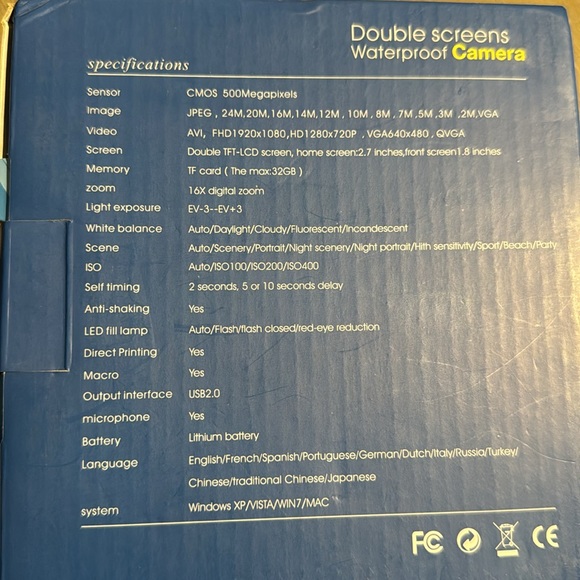 Double screens
Waterproof Camera
specifications
Sensor CMOS 500Megapixels
Image JPEG , 24M,20M,16M,14M,12M , 10M , 8M , 7M ,5M ,3M ,2M,VGA
Video AVI, FHD1920x1080,HD1280x720P , VGA640x480 , QVGA
Screen Double TFT-LCD screen, home screen:2.7 inches,front screen1.8 inches
Memory TF card ( The max:32GB )
zoom 16X digital zoom
Light exposure EV-3--EV+3
White balance Auto/Daylight/Cloudy/Fluorescent/Incandescent
Scene Auto/Scenery/Portrait/Night scenery/Night portrait/Hith sensitivity/Sport/Beach/Party
ISO Auto/ISO100/ISO200/ISO400
Self timing 2 seconds, 5 or 10 seconds delay
Anti-shaking Yes
LED fill lamp Auto/Flash/flash closed/red-eye reduction
Direct Printing Yes
Macro Yes
Output interface USB2.0
microphone Yes
Battery Lithium battery
Language English/French/Spanish/Portuguese/German/Dutch/Italy/Russia/Turkey/
Chinese/traditional Chinese/Japanese
system Windows XP/VISTA/WIN7/MAC
FC CE